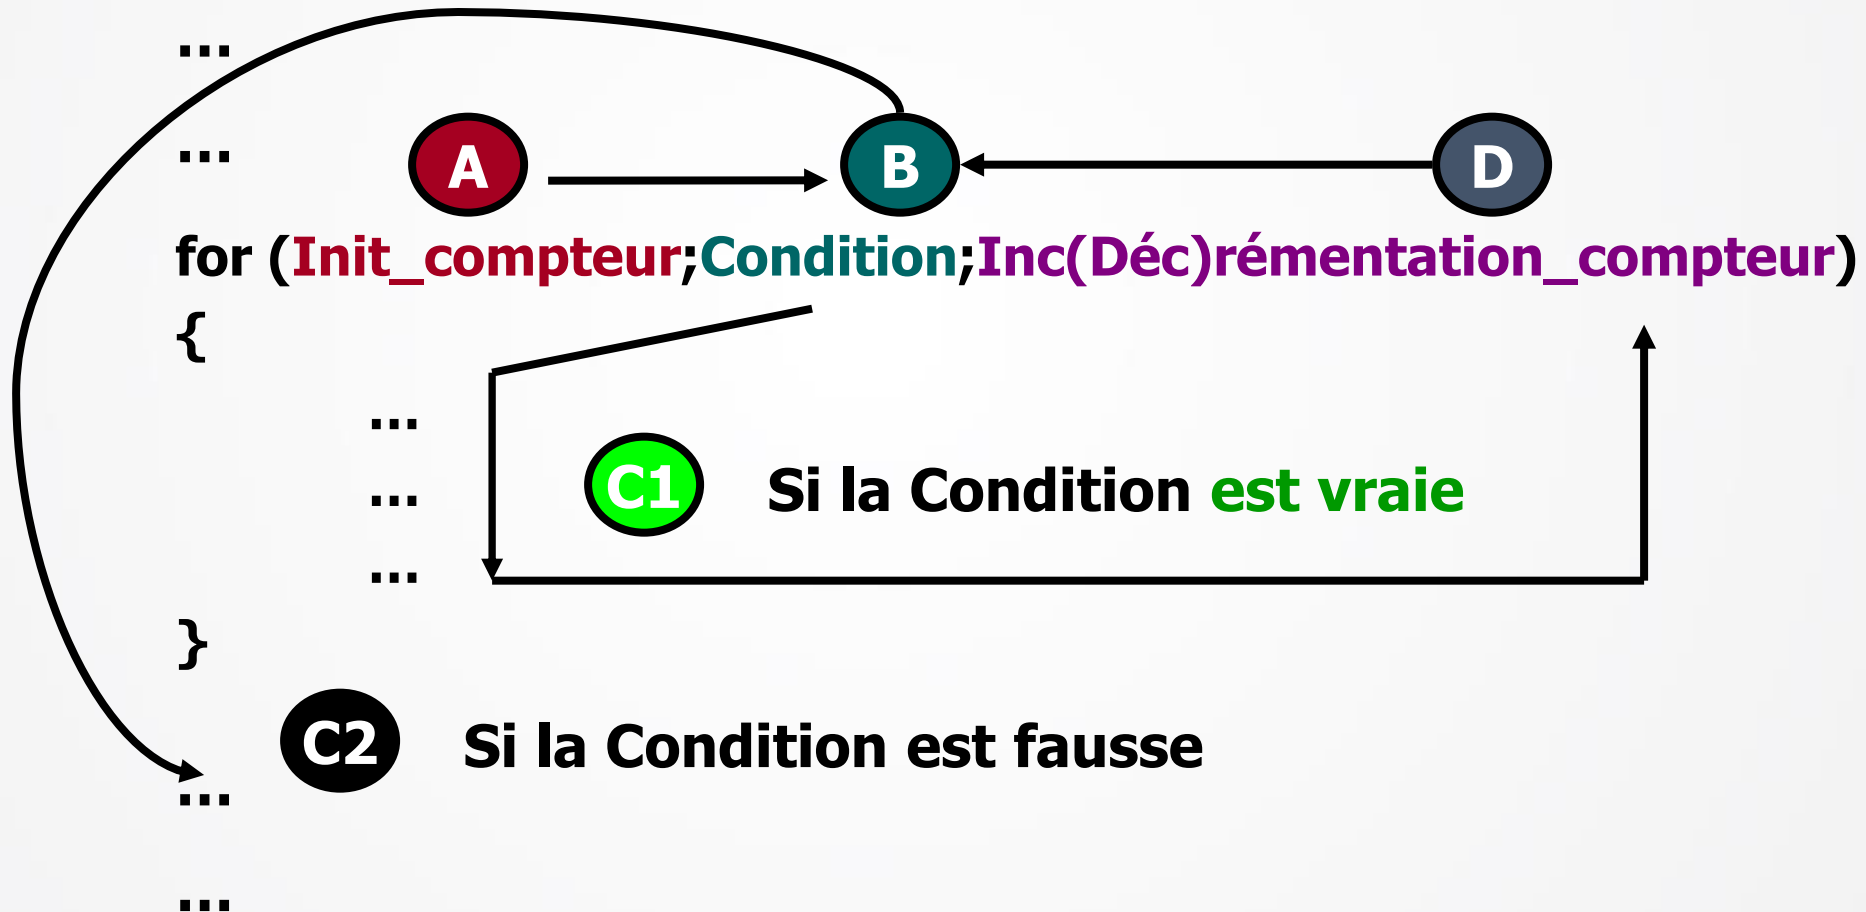 ...
...
A B D
for (Init_compteur;Condition;Inc(Déc)rémentation_compteur)
{
...
... C1 Si la Condition est vraie
...
}
C2 Si la Condition est fausse
...
...